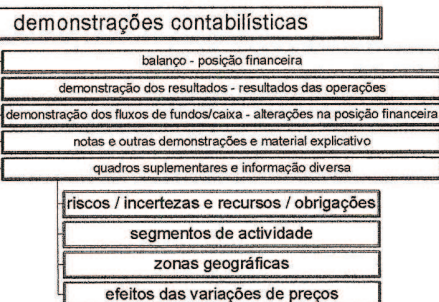 demonstrações contabilísticas
balanço - posição financeira
demonstração dos resultados - resultados das operações
demonstração dos fluxos de fundos/caixa - alterações na posição financeira
notas e outras demonstrações e material explicativo
quadros suplementares e informação diversa
riscos / incertezas e recursos / obrigações
segmentos de actividade
zonas geográficas
efeitos das variações de preços